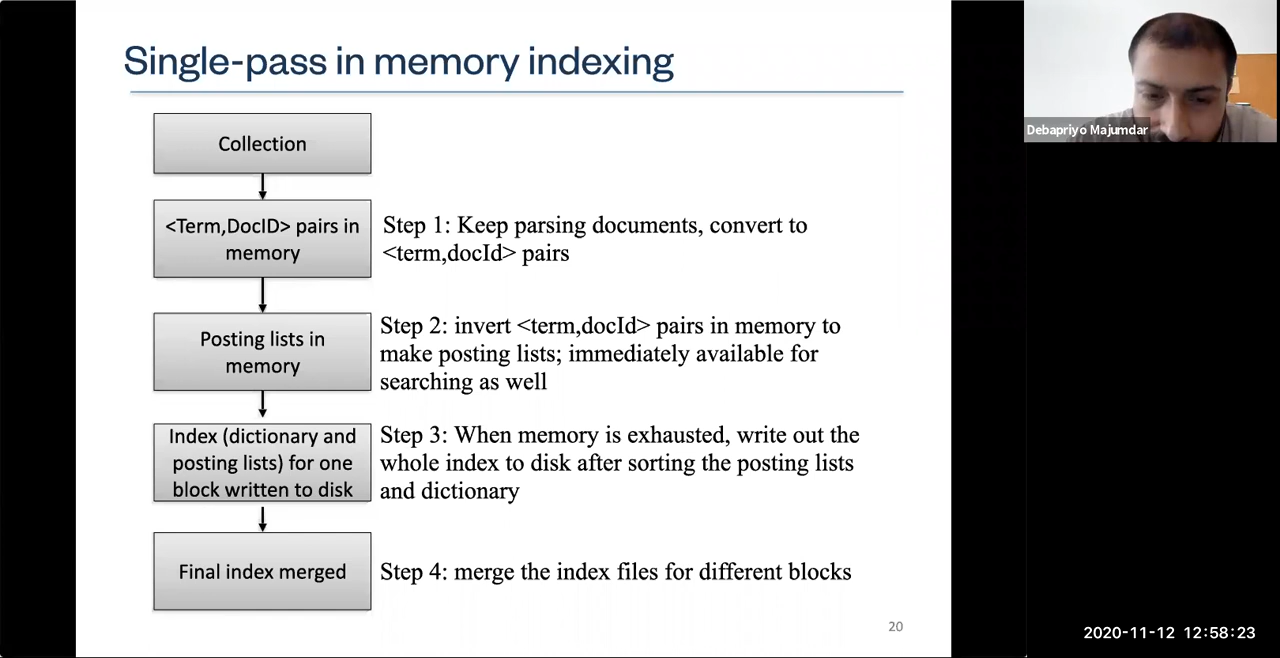 Single-pass in memory indexing
Debapriyo Majumdar
Collection
<Term,DocID> pairs in
memory
Step 1: Keep parsing documents, convert to
<term,docId> pairs
Posting lists in
memory
Step 2: invert <term,docId> pairs in memory to
make posting lists; immediately available for
searching as well
Index (dictionary and
posting lists) for one
block written to disk
Step 3: When memory is exhausted, write out the
whole index to disk after sorting the posting lists
and dictionary
Final index merged
Step 4: merge the index files for different blocks
20
2020-11-12 12:58:23